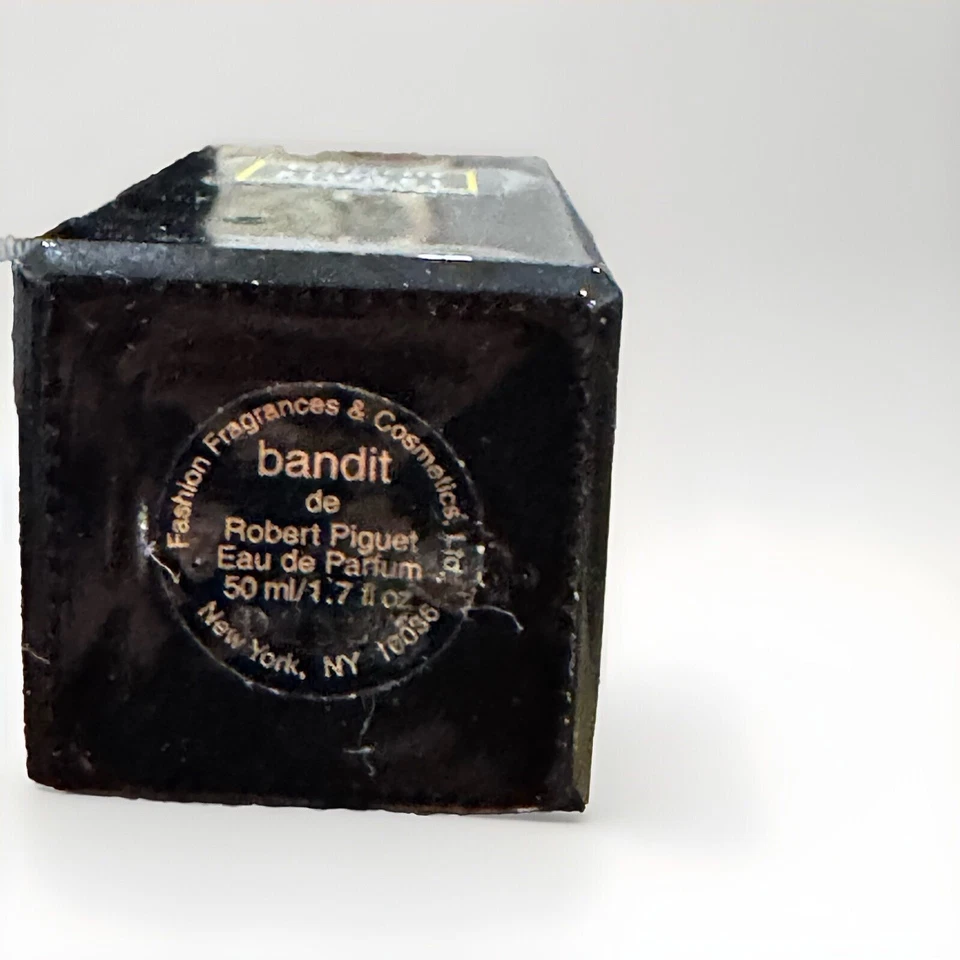 Fashion Fragrances & Cosmetics, Ltd.
bandit
de
Robert Piguet
Eau de Parfum
50 ml/1.7 fl oz
New York, NY 10036